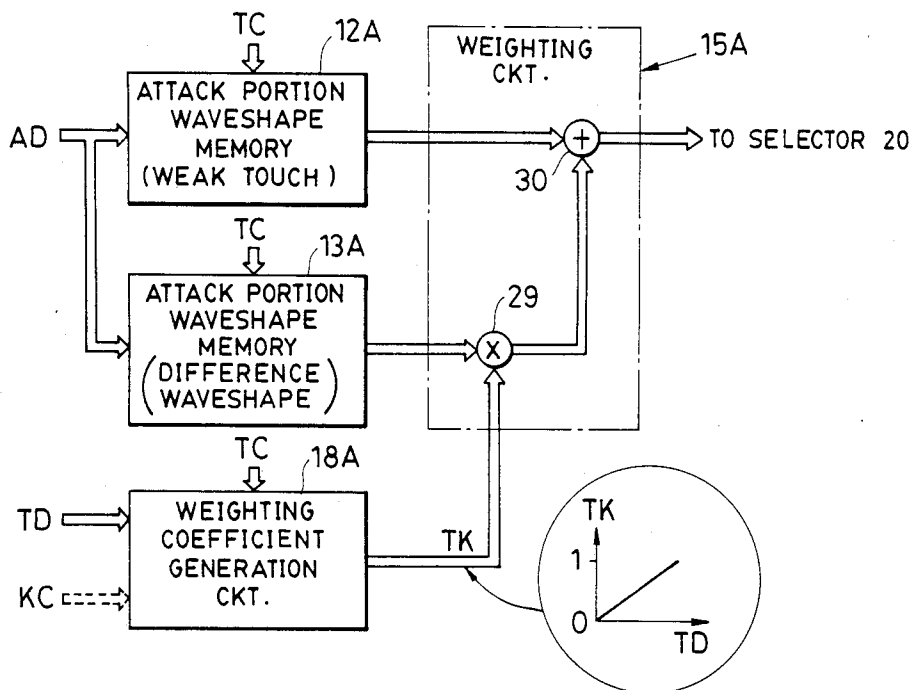 TC
12A
ATTACK PORTION
WAVESHAPE
MEMORY
(WEAK TOUCH)
AD
WEIGHTING
CKT.
15A
+
30
TO SELECTOR 20
TC
13A
ATTACK PORTION
WAVESHAPE
MEMORY
(DIFFERENCE
WAVESHAPE)
29
X
TC
18A
TD
KC
WEIGHTING
COEFFICIENT
GENERATION
CKT.
TK
TK
1
0
TD